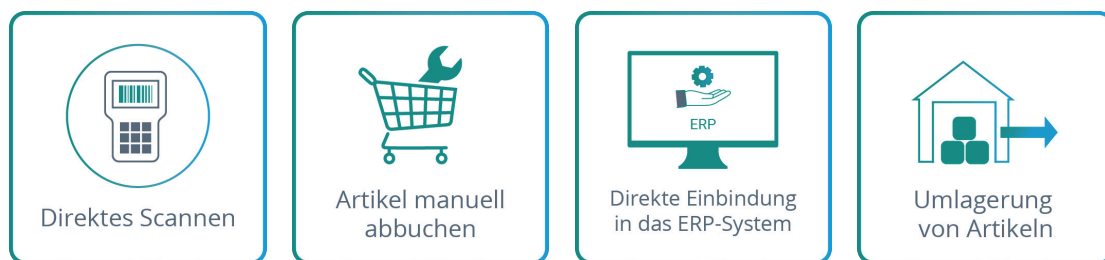 Direktes Scannen
Artikel manuell
abbuchen
ERP
Direkte Einbindung
in das ERP-System
Umlagerung
von Artikeln